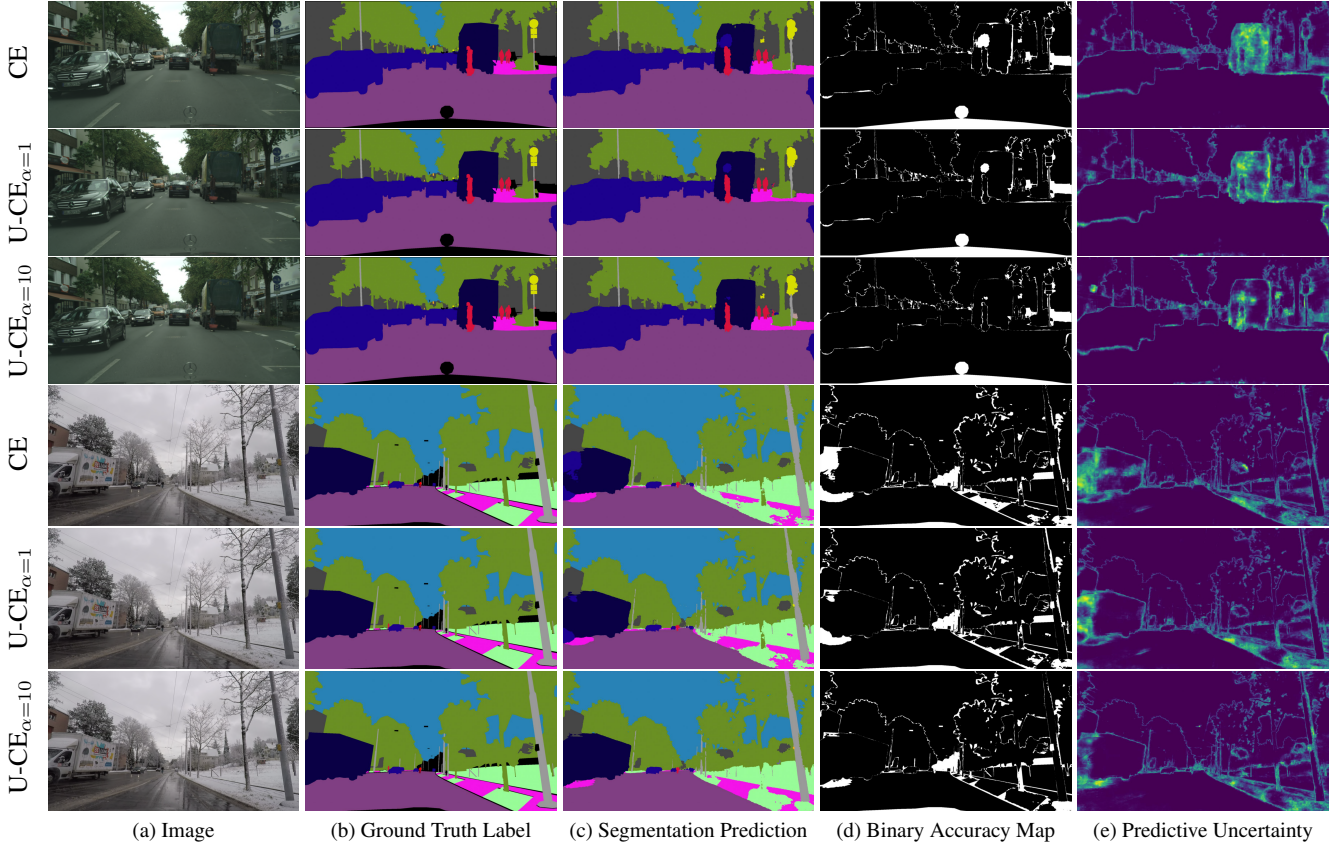 CE
U-CEα=1
U-CEα=10
CE
U-CEα=1
U-CEα=10
(a) Image
(b) Ground Truth Label
(c) Segmentation Prediction
(d) Binary Accuracy Map
(e) Predictive Uncertainty